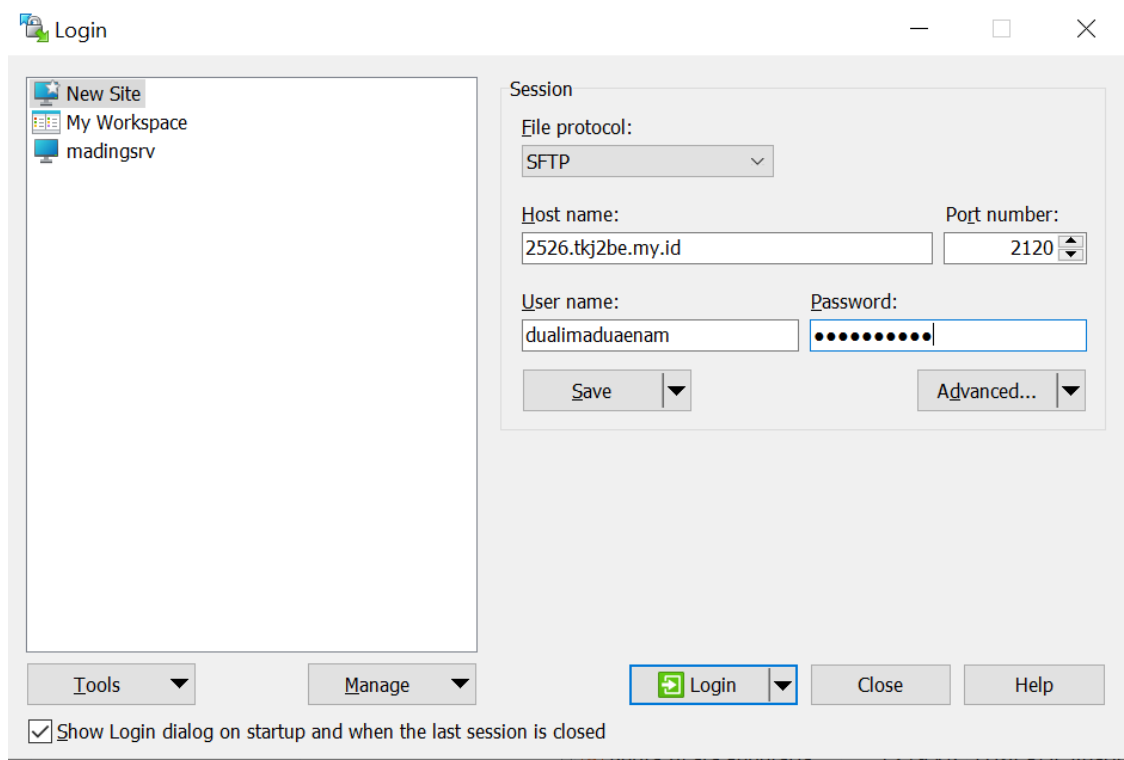 Login
New Site
My Workspace
madingsrv
Session
File protocol:
SFTP
Host name:
Port number:
2526.tkj2be.my.id
2120
User name:
Password:
dualimaduaenam
●●●●●●●●●●
Save
Advanced...
Tools
Manage
Login
Close
Help
Show Login dialog on startup and when the last session is closed